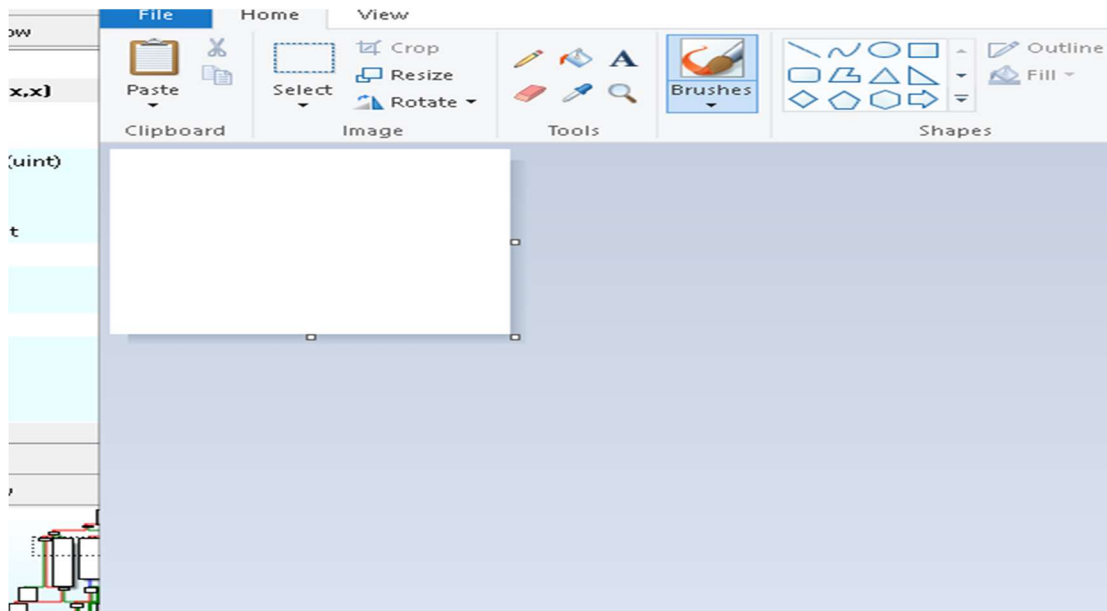 File Home View
ow
x,x)
(uint)
t
Paste
Select
Crop
Resize
Rotate
A
Brushes
Outline
Fill
Clipboard Image Tools Shapes